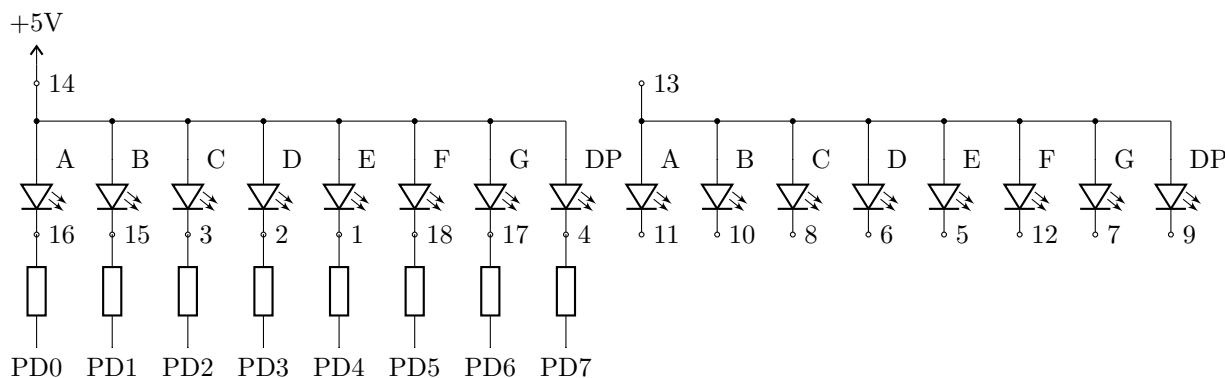 +5V
14 13
A B C D E F G DP A B C D E F G DP
16 15 3 2 1 18 17 4 11 10 8 6 5 12 7 9
PD0 PD1 PD2 PD3 PD4 PD5 PD6 PD7